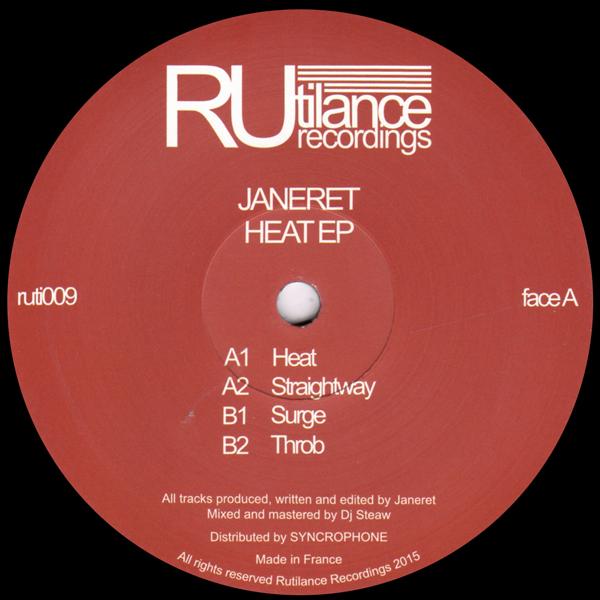 RUtilance
recordings
JANERET
HEAT EP
ruti009
face A
A1 Heat
A2 Straightway
B1 Surge
B2 Throb
All tracks produced, written and edited by Janeret
Mixed and mastered by Dj Steaw
Distributed by SYNCROPHONE
Made in France
All rights reserved Rutilance Recordings 2015